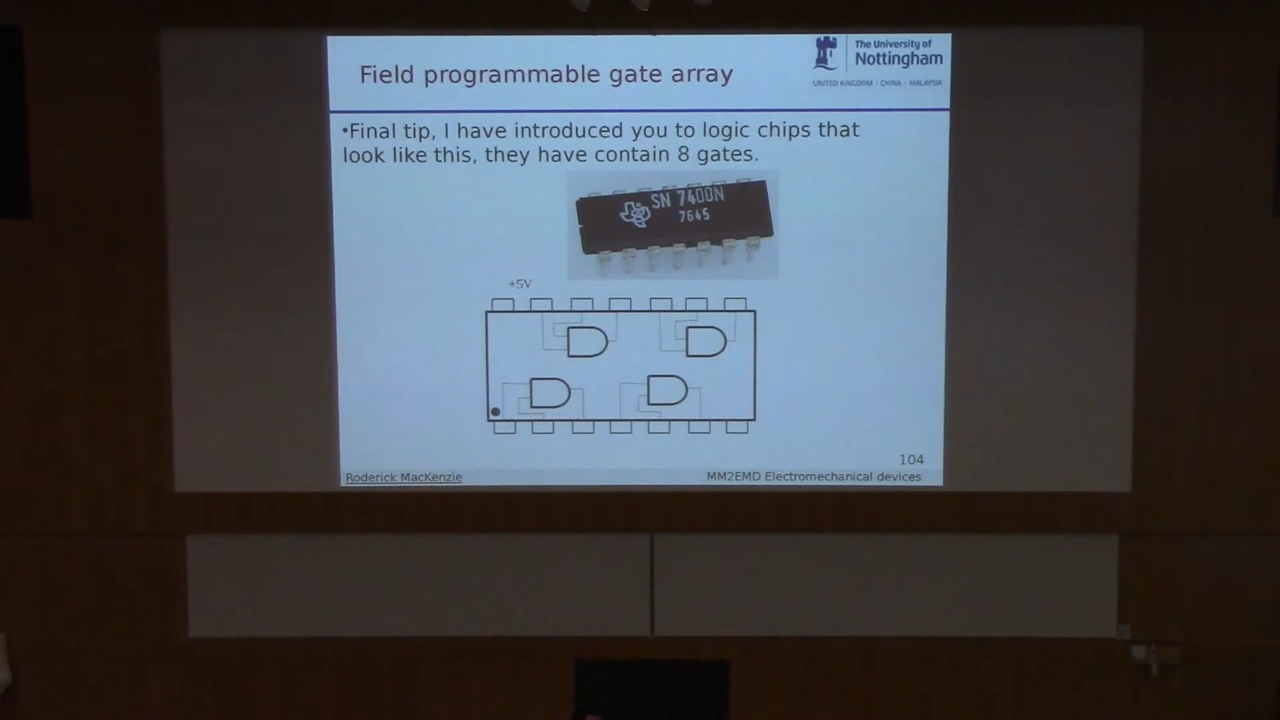 The University of
Nottingham
UNITED KINGDOM - CHINA - MALAYSIA
Field programmable gate array
•Final tip, I have introduced you to logic chips that
look like this, they have contain 8 gates.
SN 7400N
7645
+5V
104
Roderick MacKenzie
MM2EMD Electromechanical devices